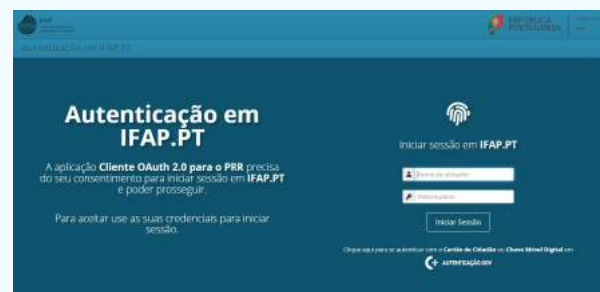 IFAP
REPÚBLICA
PORTUGUESA
Autenticação em IFAP.PT
Autenticação em
IFAP.PT
A aplicação Cliente OAuth 2.0 para o PRR precisa
do seu consentimento para iniciar sessão em IFAP.PT
e poder prosseguir.
Para aceitar use as suas credenciais para iniciar
sessão.
Iniciar sessão em IFAP.PT
Nome de utilizador
Iniciar Sessão
Clique aqui para se autenticar com o Cartão de Cidadão ou Chave Móvel Digital em
AUTENTICAÇÃO.GOV